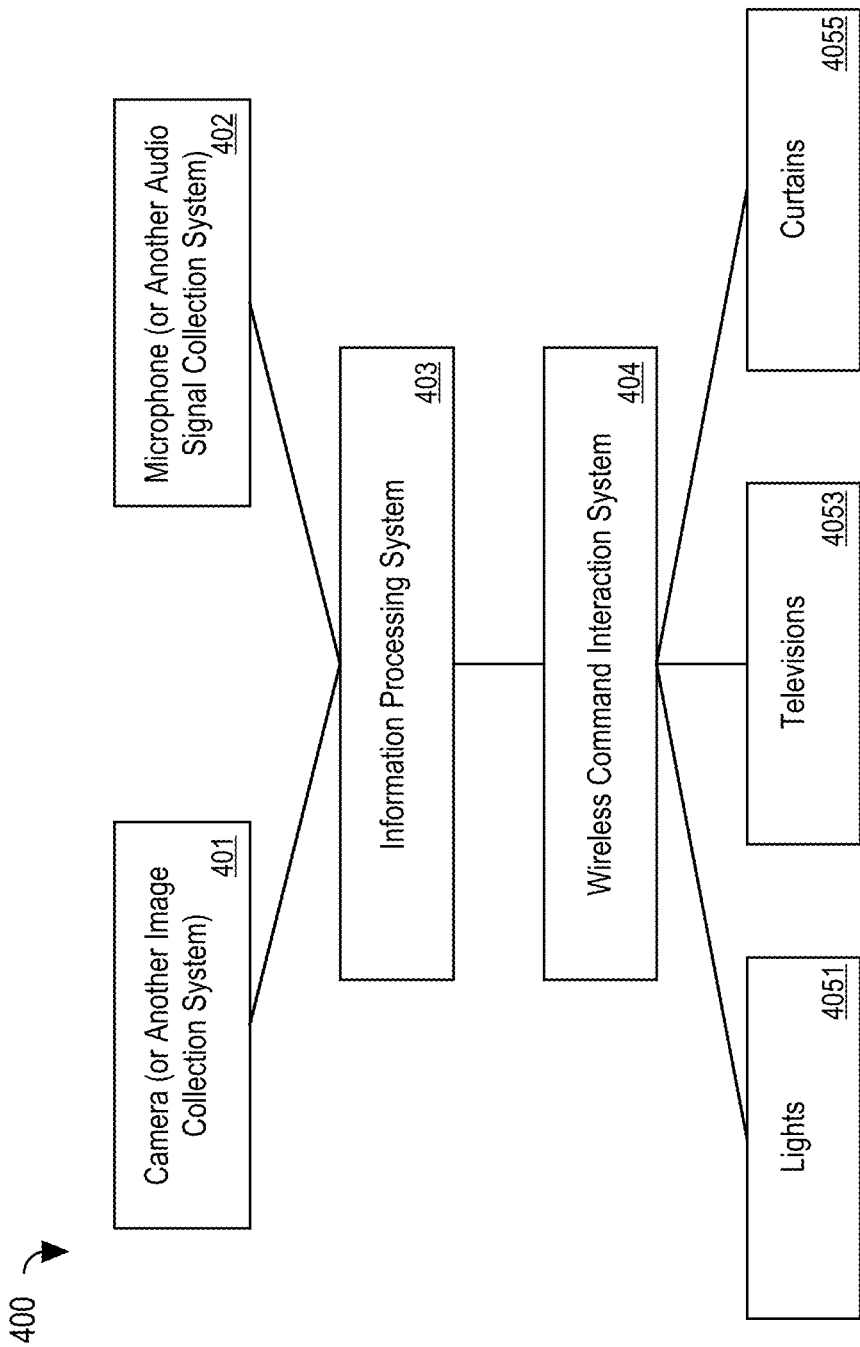 400
Camera (or Another Image
Collection System)
401
Microphone (or Another Audio
Signal Collection System)
402
Information Processing System
403
Wireless Command Interaction System
404
Lights
4051
Televisions
4053
Curtains
4055